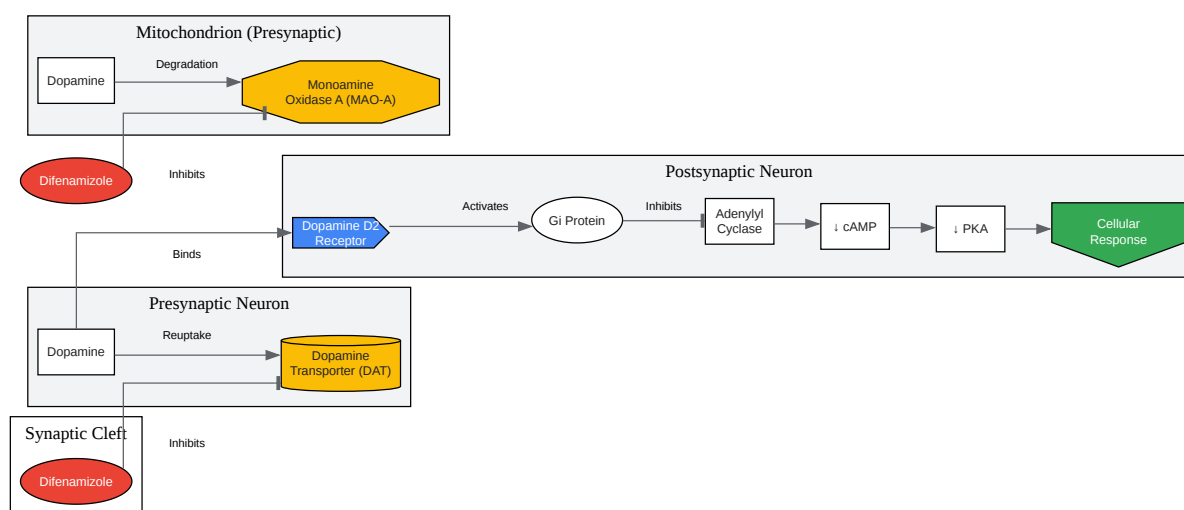 Mitochondrion (Presynaptic)
Dopamine
Degradation
Monoamine
Oxidase A (MAO-A)
Difenamizole
Inhibits
Postsynaptic Neuron
Dopamine D2
Receptor
Activates
Gi Protein
Inhibits
Adenylyl
Cyclase
↓ cAMP
↓ PKA
Cellular
Response
Binds
Presynaptic Neuron
Dopamine
Reuptake
Dopamine
Transporter (DAT)
Synaptic Cleft
Inhibits
Difenamizole